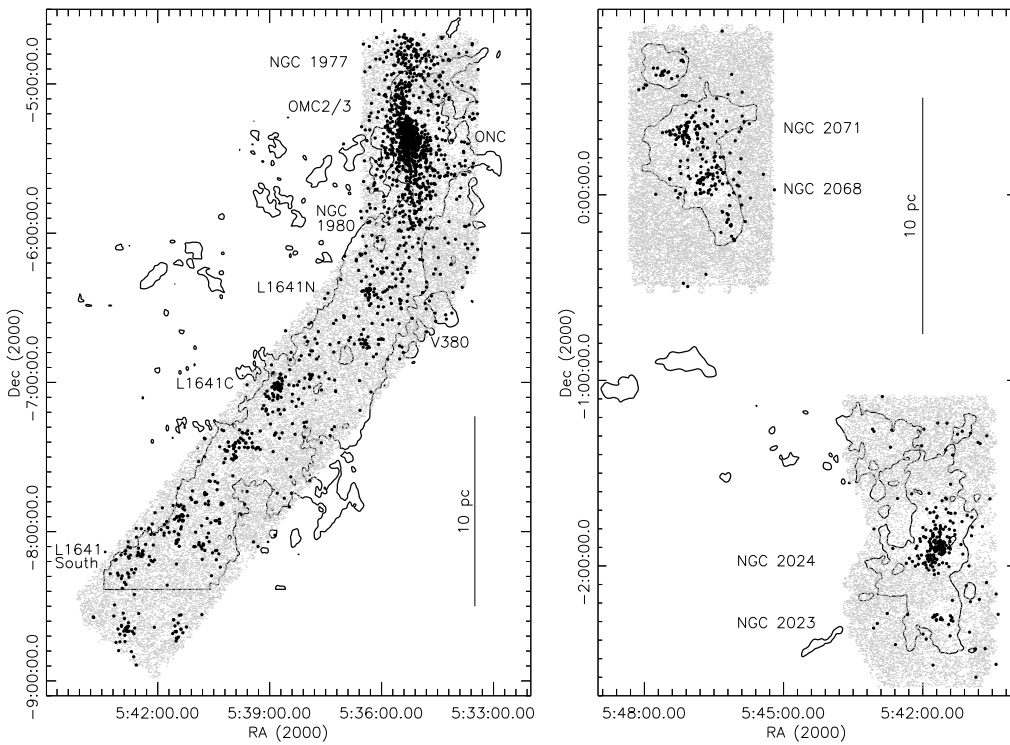 NGC 1977
OMC2/3
ONC
NGC
1980
L1641N
V380
L1641C
L1641
South
10 pc
-5:00:00.0
-6:00:00.0
-7:00:00.0
-8:00:00.0
-9:00:00.0
Dec (2000)
5:42:00.00 5:39:00.00 5:36:00.00 5:33:00.00
RA (2000)
NGC 2071
NGC 2068
10 pc
NGC 2024
NGC 2023
0:00:00.0
-1:00:00.0
-2:00:00.0
Dec (2000)
5:48:00.00 5:45:00.00 5:42:00.00
RA (2000)